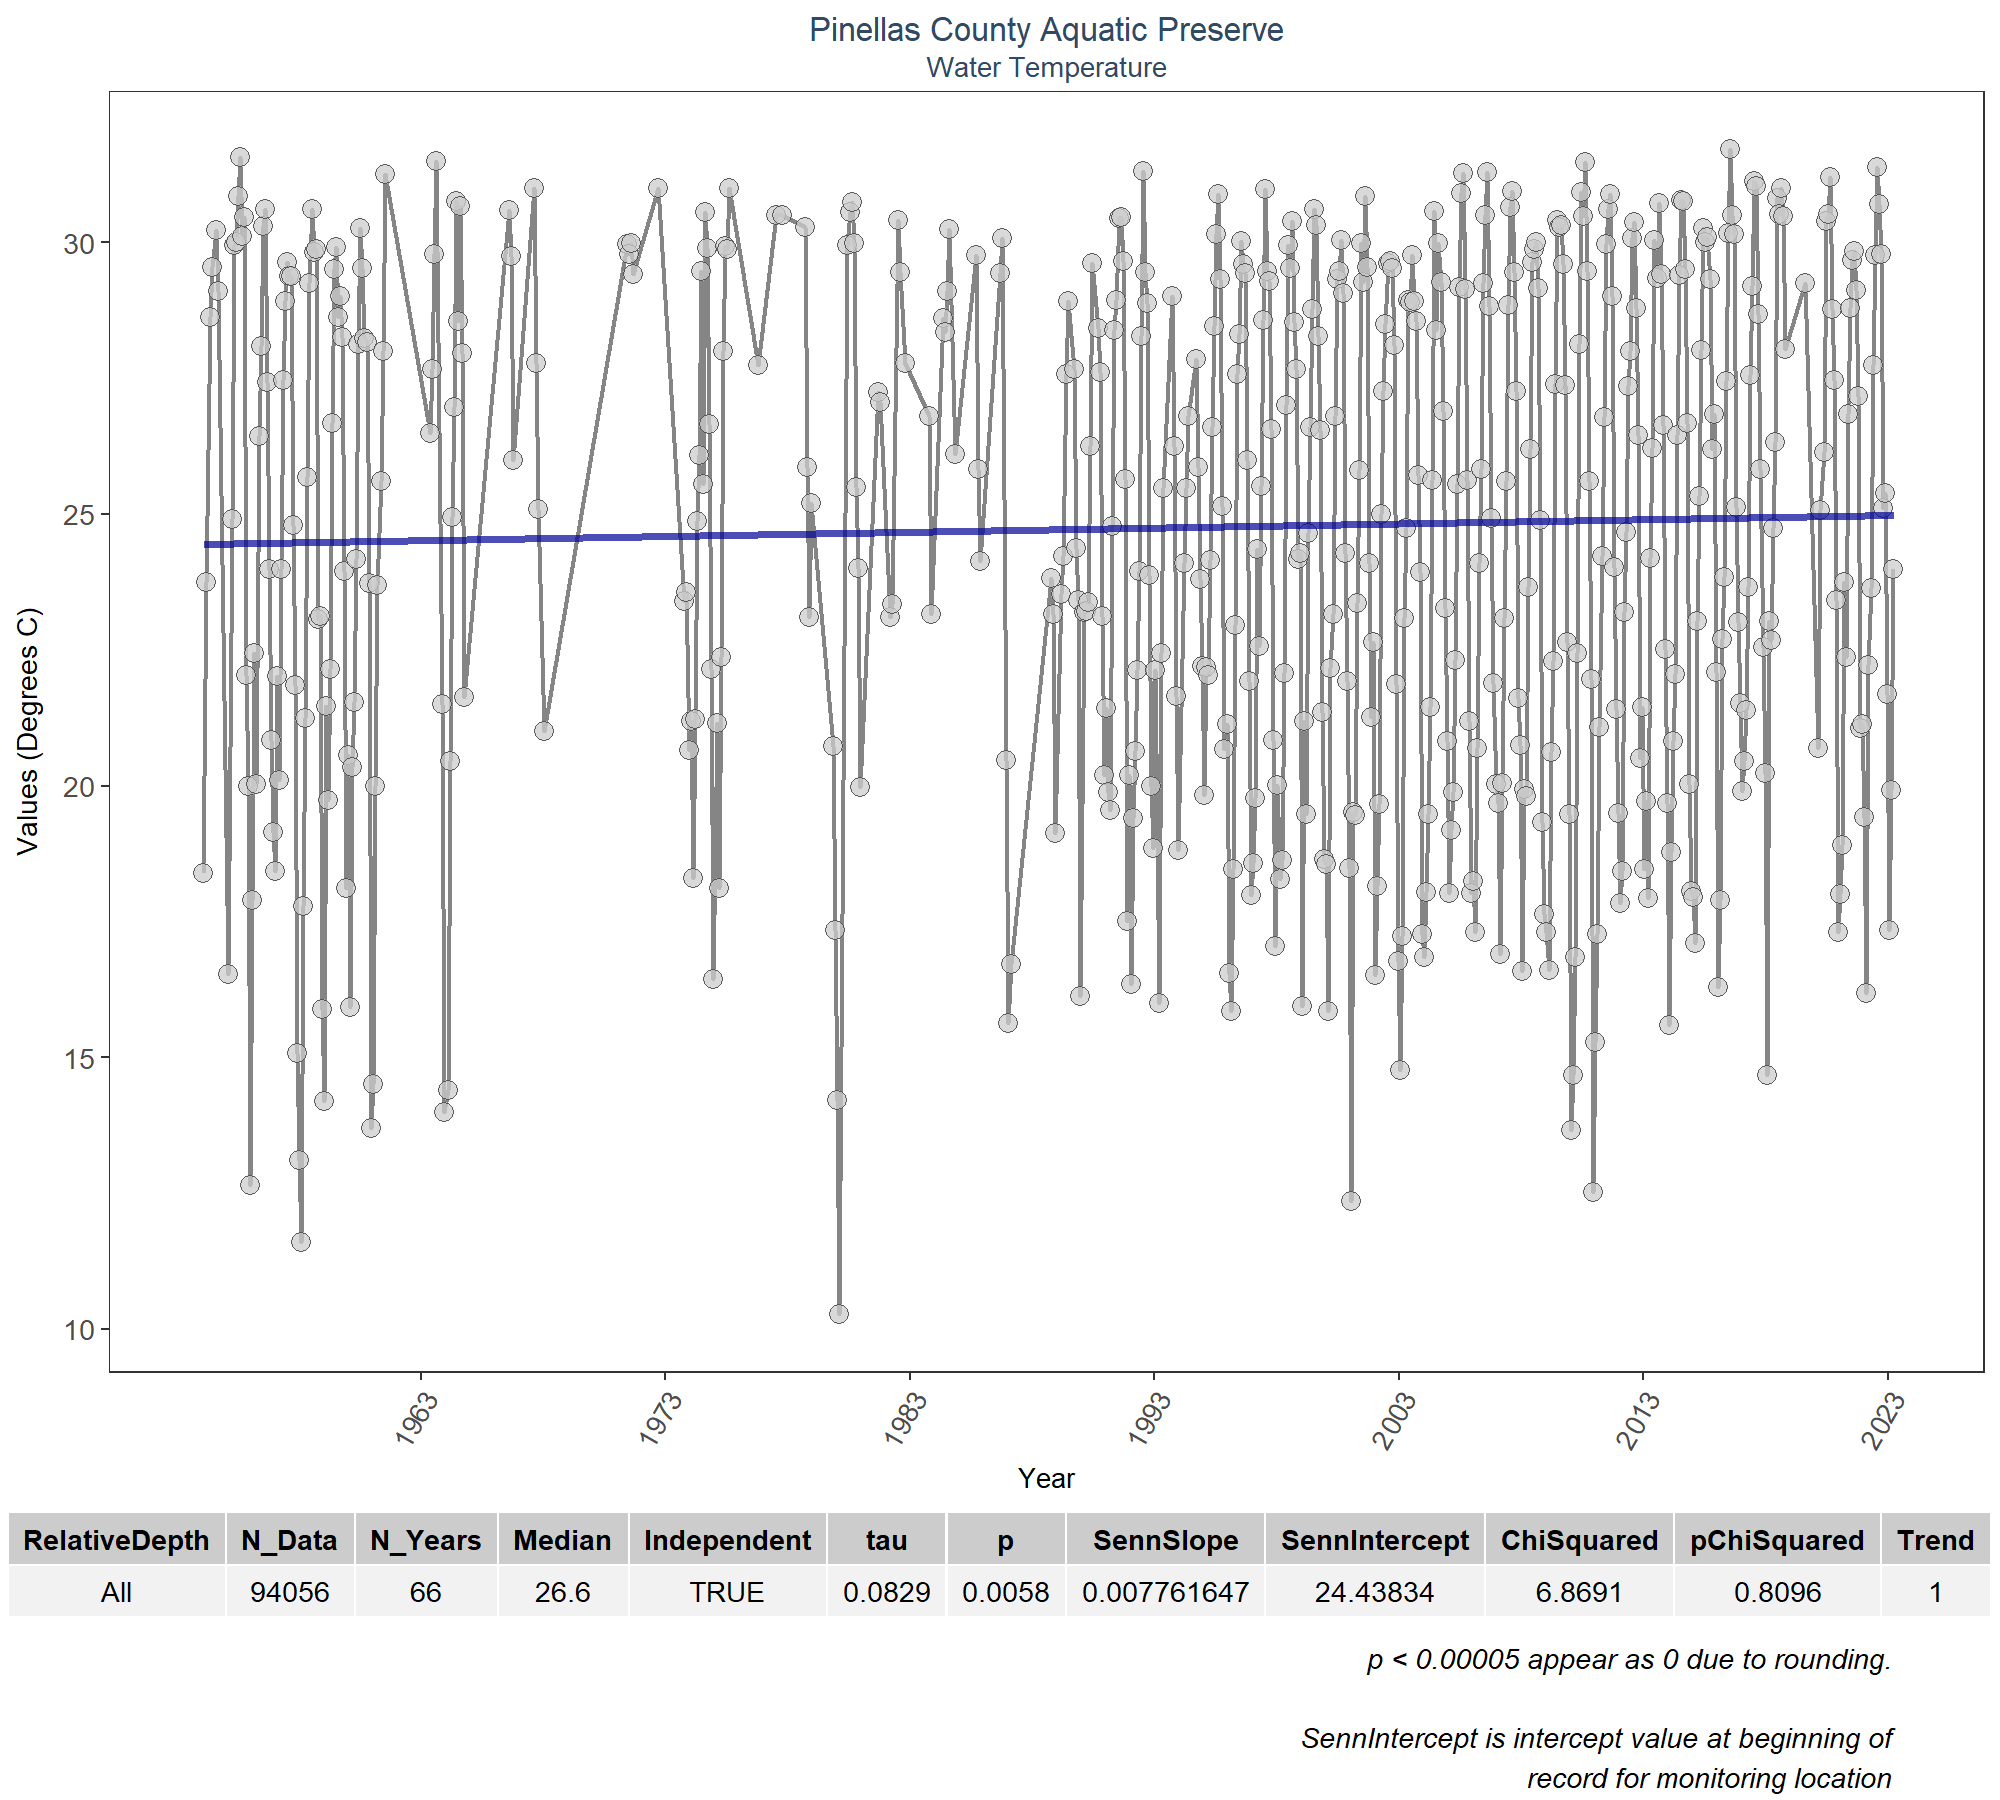 Pinellas County Aquatic Preserve
Water Temperature
Values (Degrees C)
30
25
20
15
10
1963
1973
1983
1993
2003
2013
2023
Year
RelativeDepth N_Data N_Years Median Independent tau p SennSlope SennIntercept ChiSquared pChiSquared Trend
All 94056 66 26.6 TRUE 0.0829 0.0058 0.007761647 24.43834 6.8691 0.8096 1
p < 0.00005 appear as 0 due to rounding.
SennIntercept is intercept value at beginning of
record for monitoring location